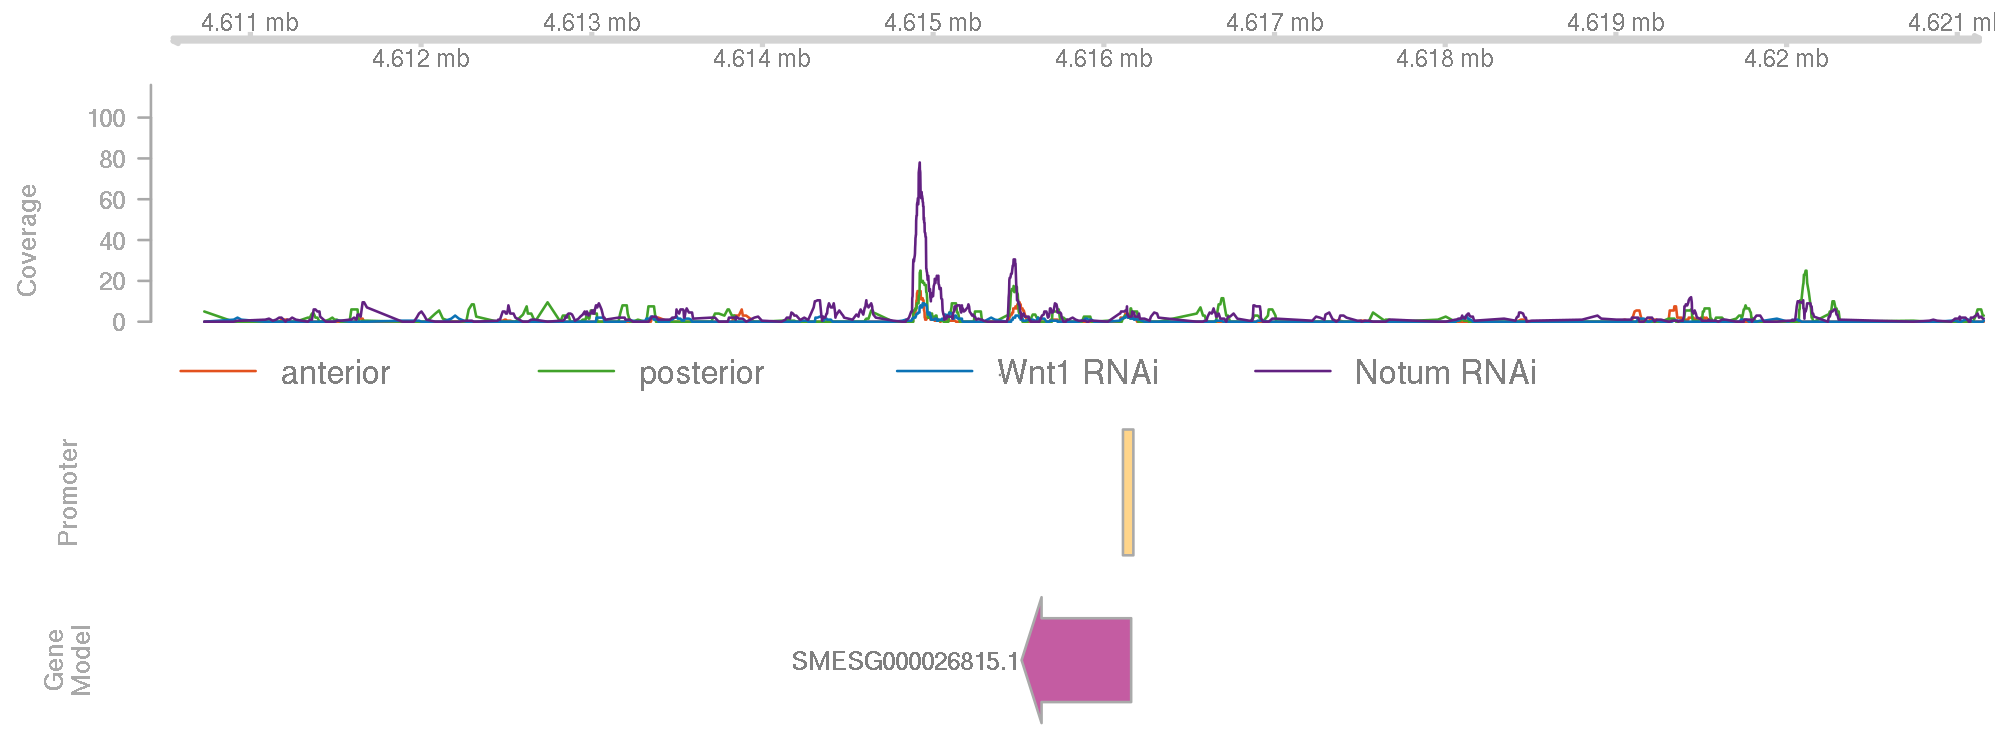 4.611 mb 4.613 mb 4.615 mb 4.617 mb 4.619 mb 4.621 ml
4.612 mb 4.614 mb 4.616 mb 4.618 mb 4.62 mb
Coverage
100
80
60
40
20
0
anterior posterior Wnt1 RNAi Notum RNAi
Promoter
Gene
Model
SMESG000026815.1